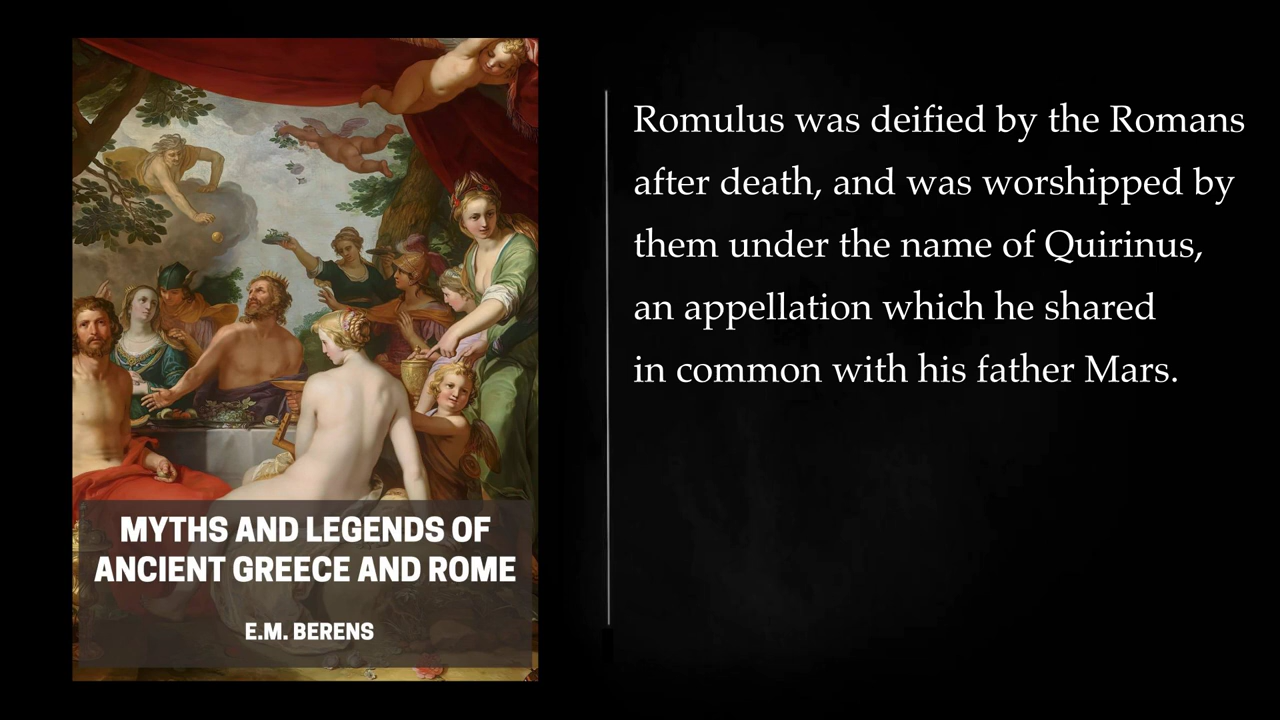 MYTHS AND LEGENDS OF
ANCIENT GREECE AND ROME
E.M. BERENS
Romulus was deified by the Romans
after death, and was worshipped by
them under the name of Quirinus,
an appellation which he shared
in common with his father Mars.